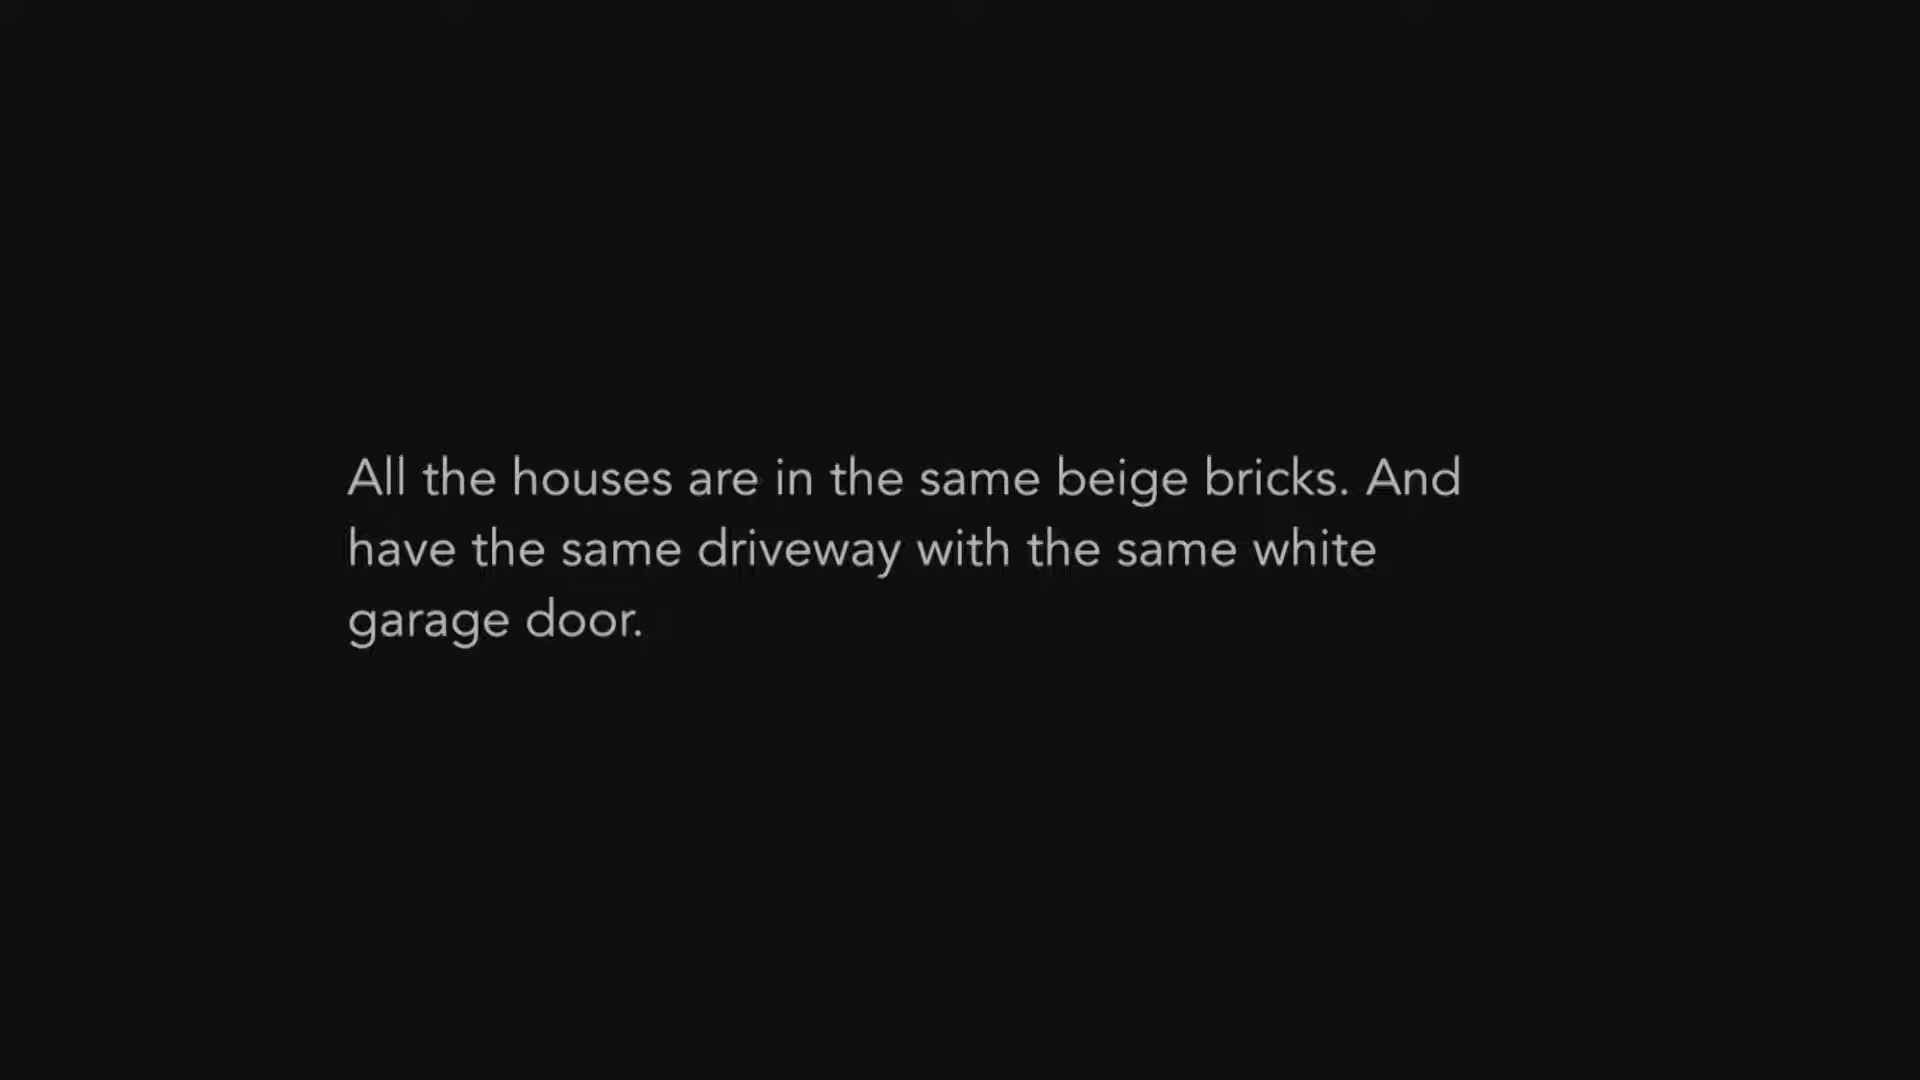 All the houses are in the same beige bricks. And
have the same driveway with the same white
garage door.